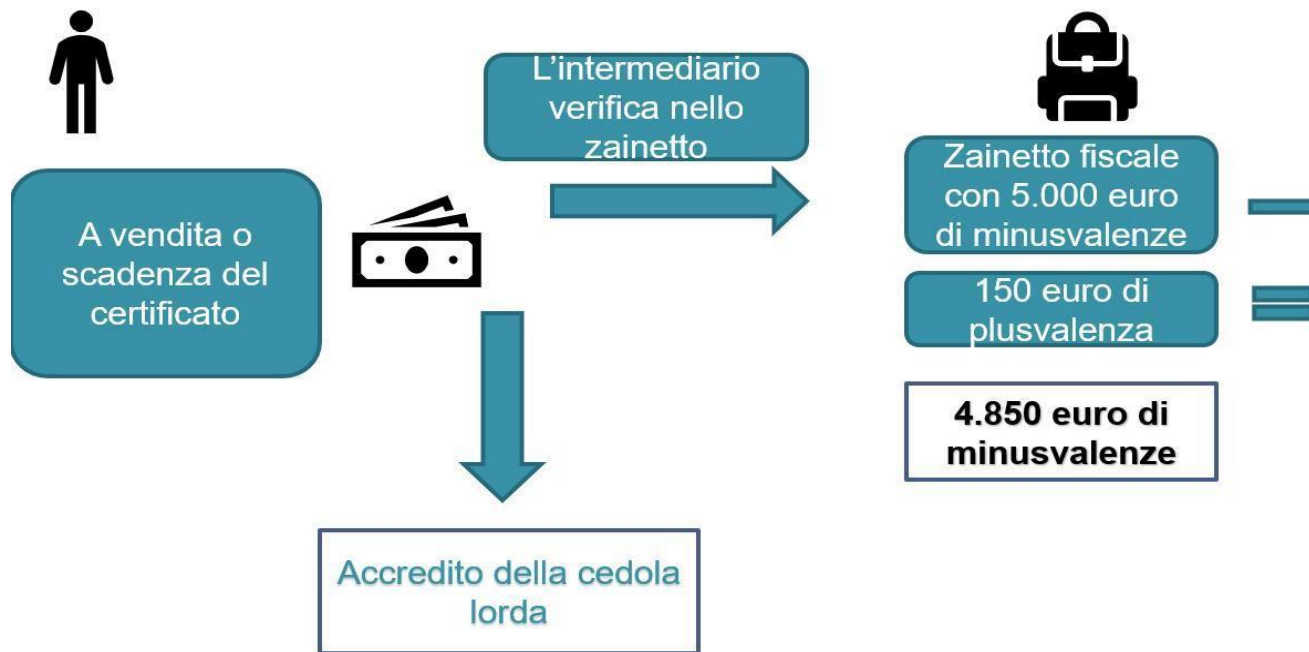 L'intermediario
verifica nello
zainetto
A vendita o
scadenza del
certificato
Zainetto fiscale
con 5.000 euro
di minusvalenze
150 euro di
plusvalenza
4.850 euro di
minusvalenze
Accredito della cedola
lorda